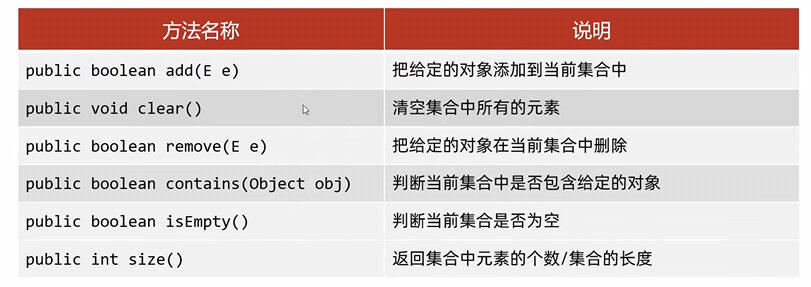 方法名称 说明
public boolean add(E e) 把给定的对象添加到当前集合中
public void clear() 清空集合中所有的元素
public boolean remove(E e) 把给定的对象在当前集合中删除
public boolean contains(Object obj) 判断当前集合中是否包含给定的对象
public boolean isEmpty() 判断当前集合是否为空
public int size() 返回集合中元素的个数/集合的长度